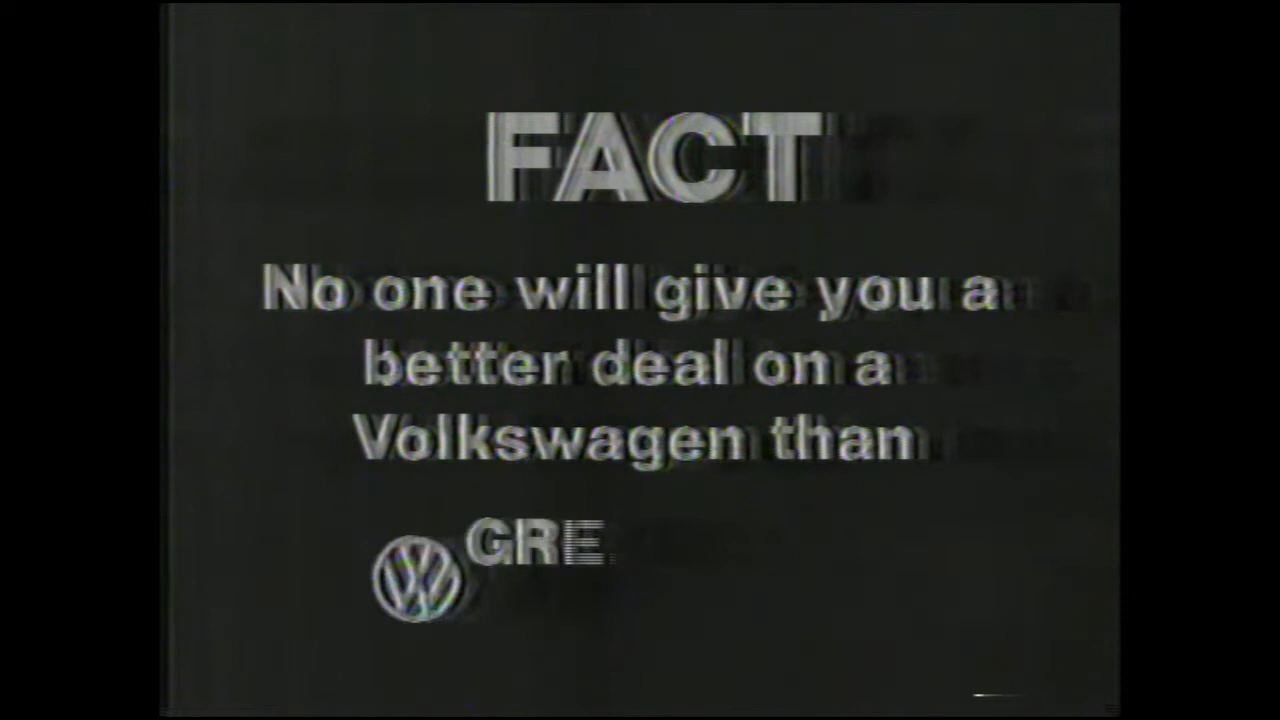 FACT
No one will give you a
better deal on a
Volkswagen than
GRE